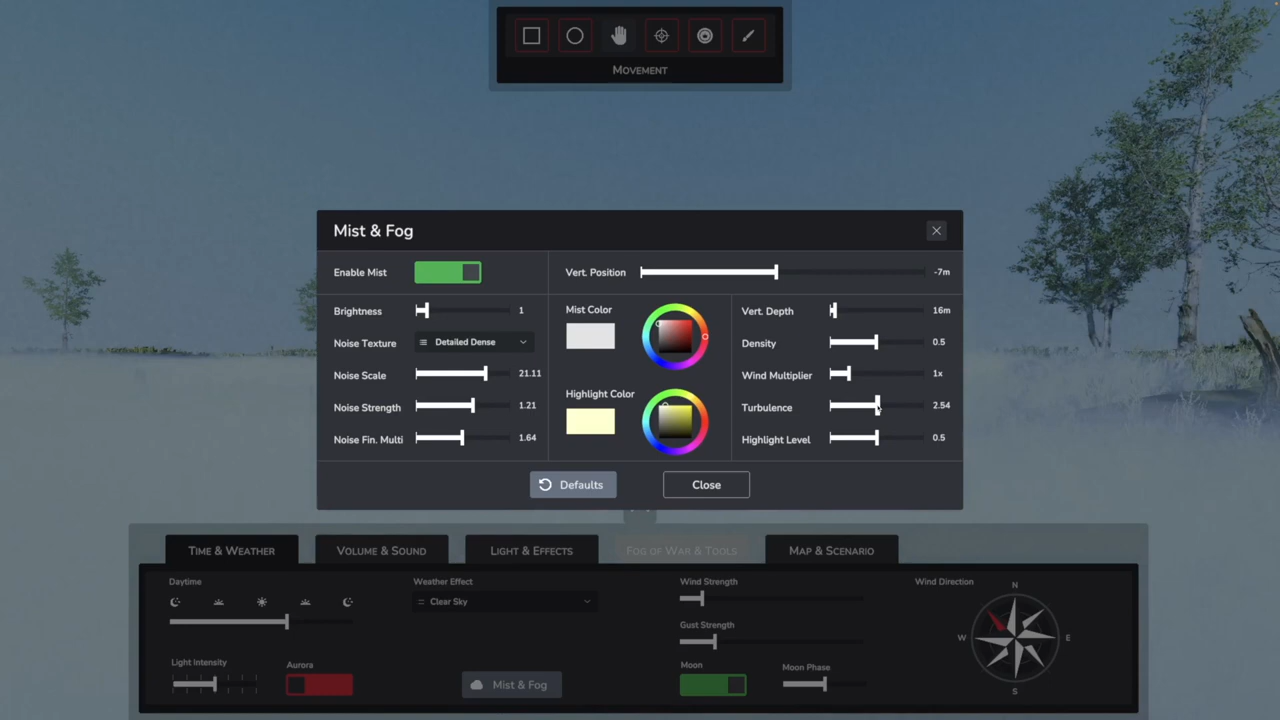 MOVEMENT
Mist & Fog
Enable Mist
Vert. Position
-7m
Brightness
1
Noise Texture
Detailed Dense
Noise Scale
21.11
Noise Strength
1.21
Noise Fin. Multi
1.64
Mist Color
Highlight Color
Vert. Depth
16m
Density
0.5
Wind Multiplier
1x
Turbulence
2.54
Highlight Level
0.5
Defaults
Close
TIME & WEATHER
VOLUME & SOUND
LIGHT & EFFECTS
FOG OF WAR & TOOLS
MAP & SCENARIO
Daytime
Light Intensity
Aurora
Weather Effect
Clear Sky
Mist & Fog
Wind Strength
Gust Strength
Moon
Moon Phase
Wind Direction
N
W
E
S